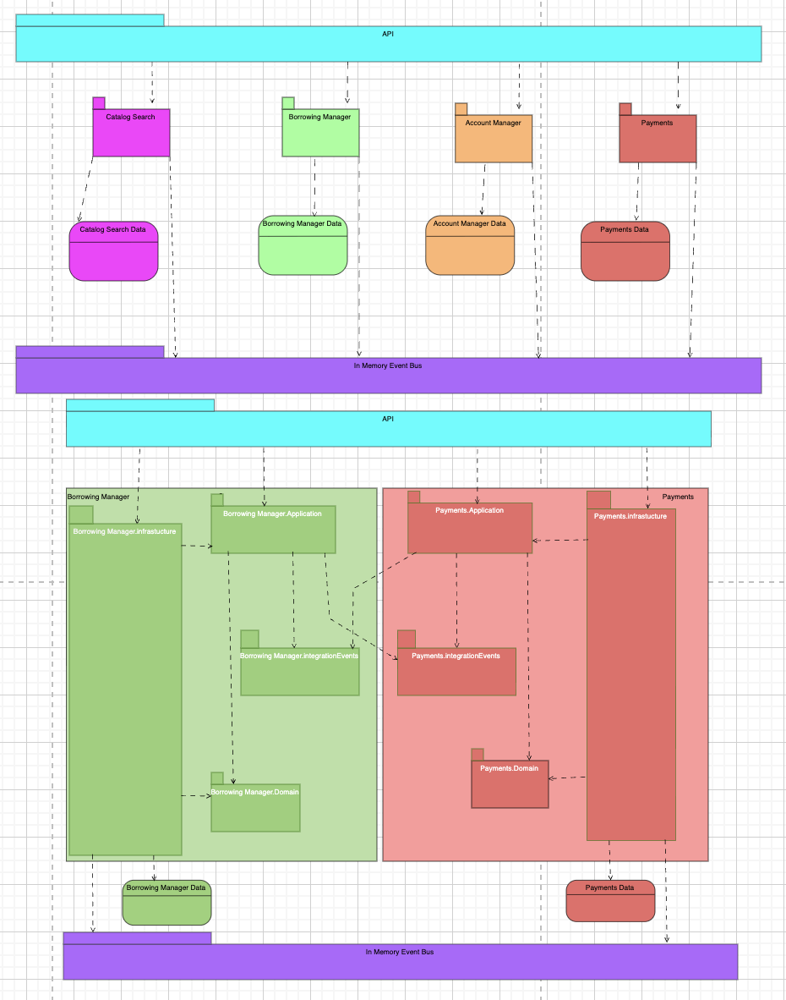 API
Catalog Search
Borrowing Manager
Account Manager
Payments
Catalog Search Data
Borrowing Manager Data
Account Manager Data
Payments Data
In Memory Event Bus
API
Borrowing Manager
Payments
Borrowing Manager.infrastucture
Borrowing Manager.Application
Payments.Application
Payments.infrastucture
Borrowing Manager.integrationEvents
Payments.integrationEvents
Borrowing Manager.Domain
Payments.Domain
Borrowing Manager Data
Payments Data
In Memory Event Bus